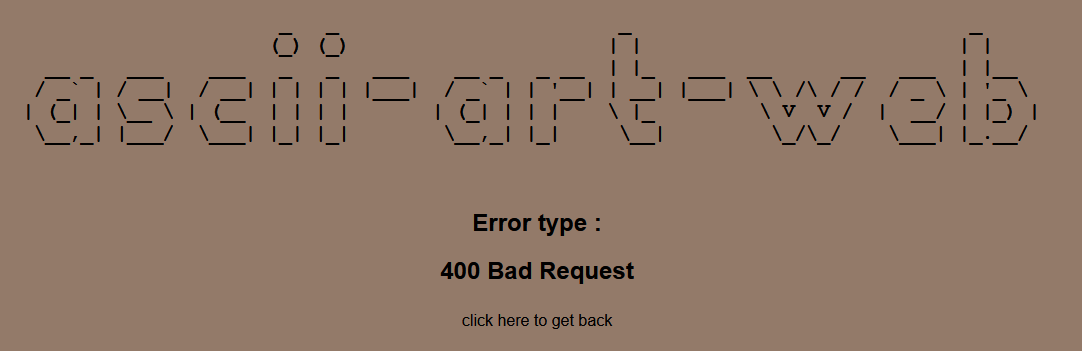 ascii-art-web
Error type :
400 Bad Request
click here to get back